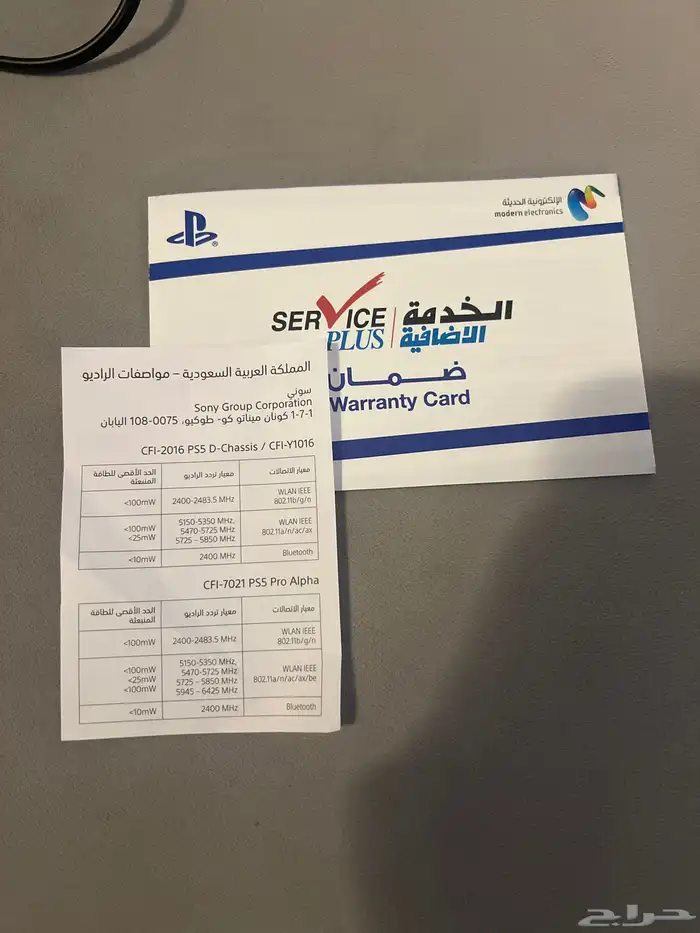 الإلكترونية الحديثة
modern electronics
SERVICE PLUS
الخدمة الاضافية
ضمان
Warranty Card
المملكة العربية السعودية – مواصفات الراديو
سوني
Sony Group Corporation
1-7-1 كونان ميناتو كو- طوكيو، 0075-108 اليابان
CFI-2016 PS5 D-Chassis / CFI-Y1016
معيار الاتصالات معيار تردد الراديو الحد الأقصى للطاقة المنبعثة
WLAN IEEE 802.11b/g/n 2400-2483.5 MHz <100mW
WLAN IEEE 802.11a/n/ac/ax 5150-5350 MHz, 5470-5725 MHz 5725 – 5850 MHz <100mW <25mW
Bluetooth 2400 MHz <10mW
CFI-7021 PS5 Pro Alpha
معيار الاتصالات معيار تردد الراديو الحد الأقصى للطاقة المنبعثة
WLAN IEEE 802.11b/g/n 2400-2483.5 MHz <100mW
WLAN IEEE 802.11a/n/ac/ax/be 5150-5350 MHz, 5470-5725 MHz 5725 – 5850 MHz 5945 – 6425 MHz <100mW <25mW <100mW
Bluetooth 2400 MHz <10mW
حراج